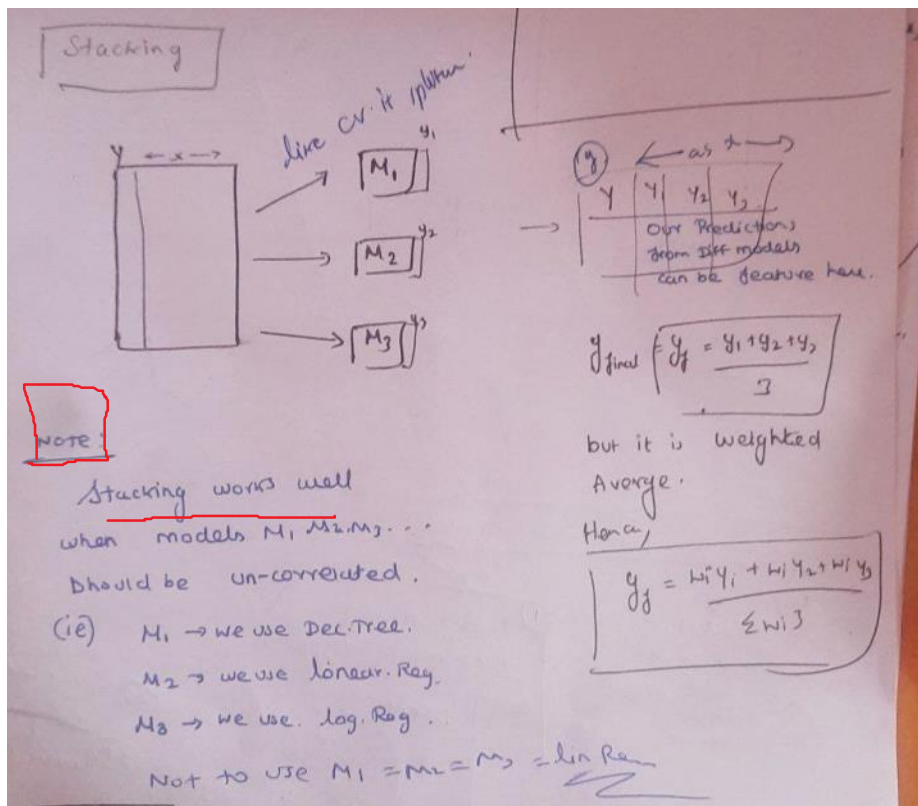 Stacking
like CV. it splitur.
Y ← x →
M1 y1
M2 y2
M3 y3
NOTE:
Stacking works well
when models M1 M2.M3....
Should be un-correlated.
(ie) M1 → we use Dec.Tree.
M2 → we use linear.Reg.
M3 → we use. log.Reg.
Not to use M1 = M2 = M3 = lin Reg
y ← as x →
Y Y1 Y2 Y3
Our Predictions
from Diff models
can be feature here.
y final = yf = y1 + y2 + y3
3
but it is weighted
Averge.
Hence,
yf = wi yi + wi y2 + wi y3
Σwi 3